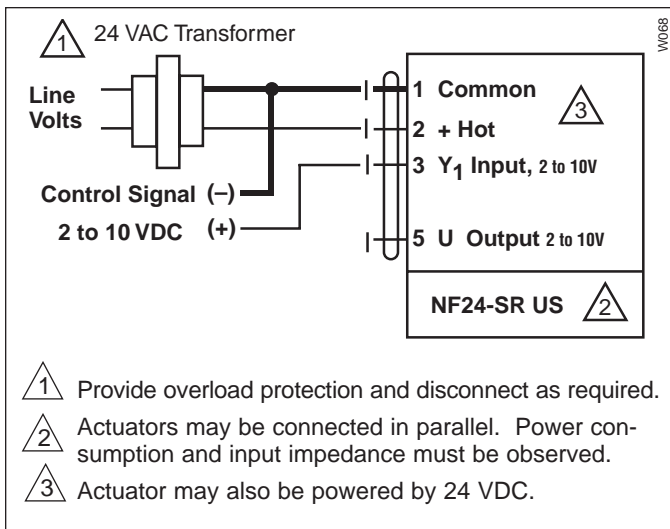 W068
1 24 VAC Transformer
Line
Volts
1 Common
3
2 + Hot
3 Y1 Input, 2 to 10V
Control Signal (–)
2 to 10 VDC (+)
5 U Output 2 to 10V
NF24-SR US 2
1 Provide overload protection and disconnect as required.
2 Actuators may be connected in parallel. Power con-
sumption and input impedance must be observed.
3 Actuator may also be powered by 24 VDC.